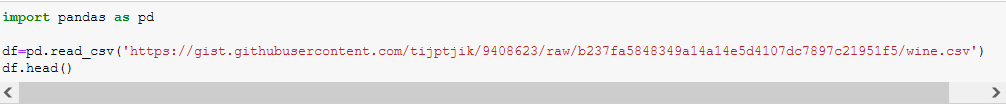 import pandas as pd
df=pd.read_csv('https://gist.githubusercontent.com/tijptjik/9408623/raw/b237fa5848349a14a14e5d4107dc7897c21951f5/wine.csv')
df.head()